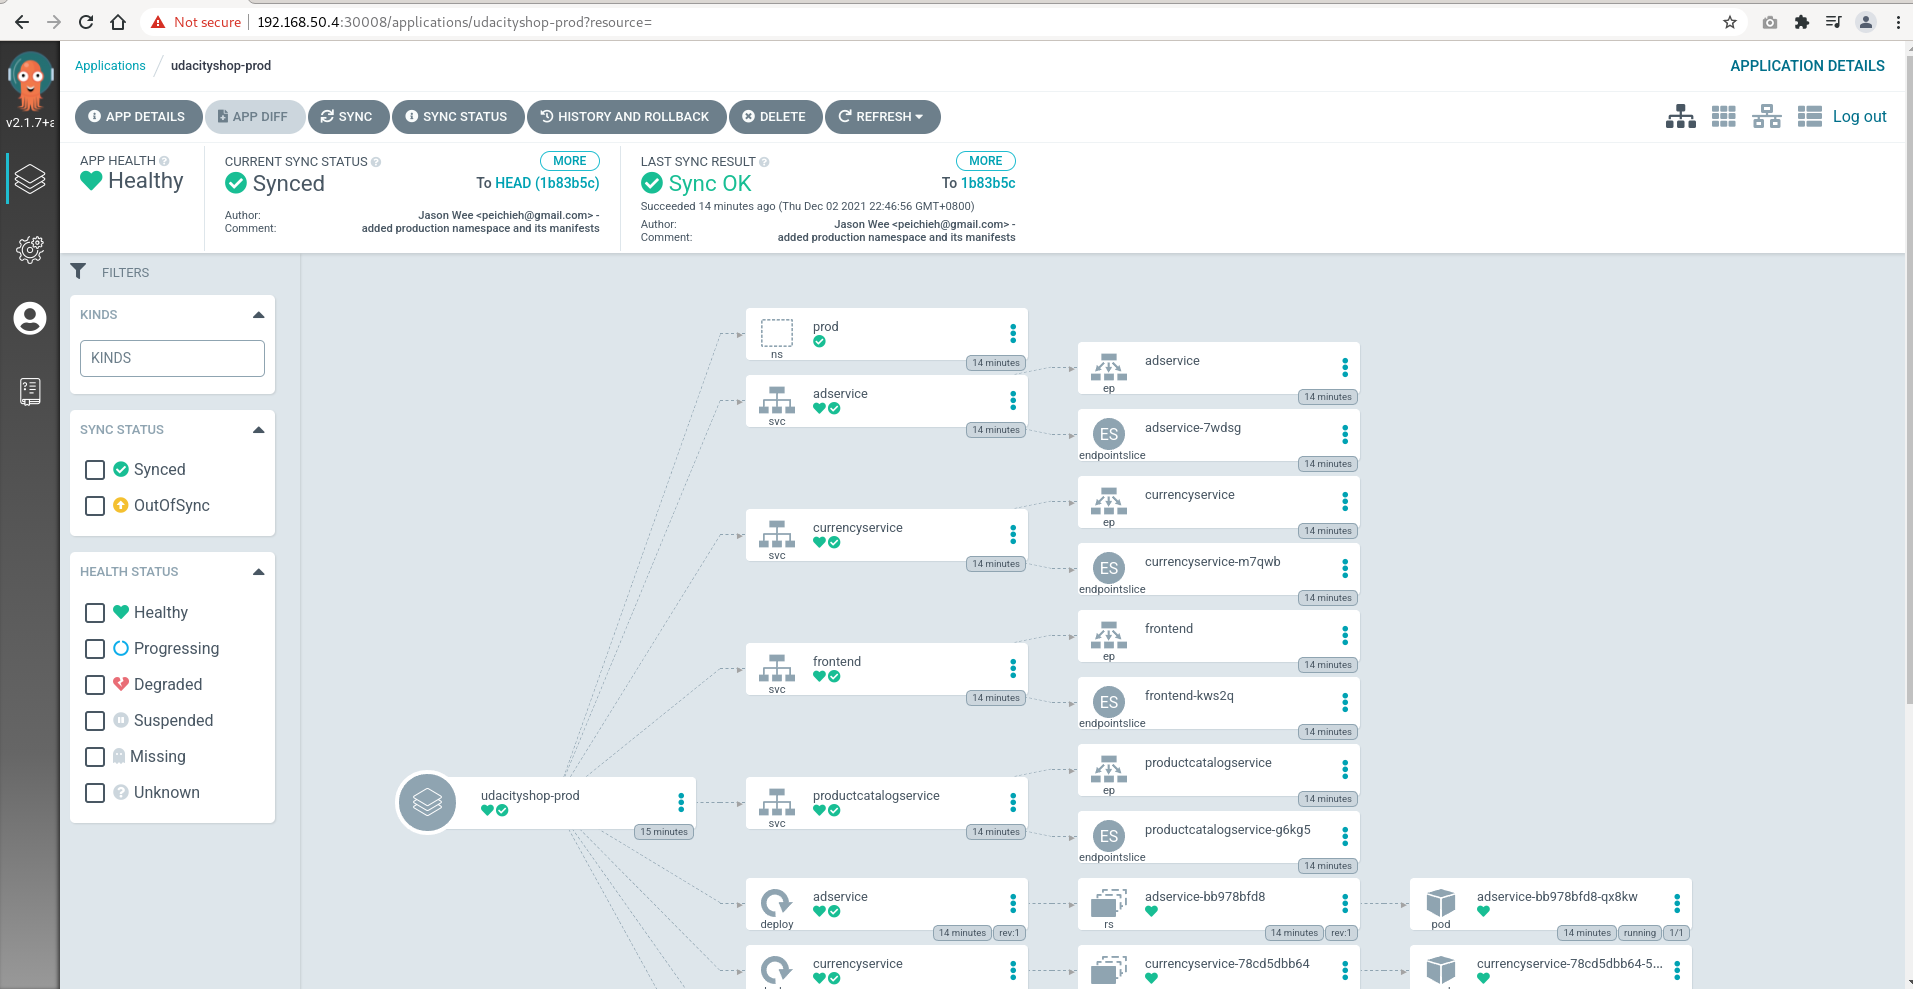 Not secure 192.168.50.4:30008/applications/udacityshop-prod?resource=
v2.1.7+a
Applications / udacityshop-prod
APPLICATION DETAILS
APP DETAILS
APP DIFF
SYNC
SYNC STATUS
HISTORY AND ROLLBACK
DELETE
REFRESH
Log out
APP HEALTH
Healthy
CURRENT SYNC STATUS
MORE
Synced
To HEAD (1b83b5c)
Author: Jason Wee <peichieh@gmail.com> -
Comment: added production namespace and its manifests
LAST SYNC RESULT
MORE
Sync OK
To 1b83b5c
Succeeded 14 minutes ago (Thu Dec 02 2021 22:46:56 GMT+0800)
Author: Jason Wee <peichieh@gmail.com> -
Comment: added production namespace and its manifests
FILTERS
KINDS
KINDS
SYNC STATUS
Synced
OutOfSync
HEALTH STATUS
Healthy
Progressing
Degraded
Suspended
Missing
Unknown
udacityshop-prod
15 minutes
prod
ns
14 minutes
adservice
svc
14 minutes
adservice
ep
14 minutes
ES
adservice-7wdsg
endpointslice
14 minutes
currencyservice
svc
14 minutes
currencyservice
ep
14 minutes
ES
currencyservice-m7qwb
endpointslice
14 minutes
frontend
svc
14 minutes
frontend
ep
14 minutes
ES
frontend-kws2q
endpointslice
14 minutes
productcatalogservice
svc
14 minutes
productcatalogservice
ep
14 minutes
ES
productcatalogservice-g6kg5
endpointslice
14 minutes
adservice
deploy
14 minutes rev:1
adservice-bb978bfd8
rs
14 minutes rev:1
adservice-bb978bfd8-qx8kw
pod
14 minutes running 1/1
currencyservice
currencyservice-78cd5dbb64
currencyservice-78cd5dbb64-5...